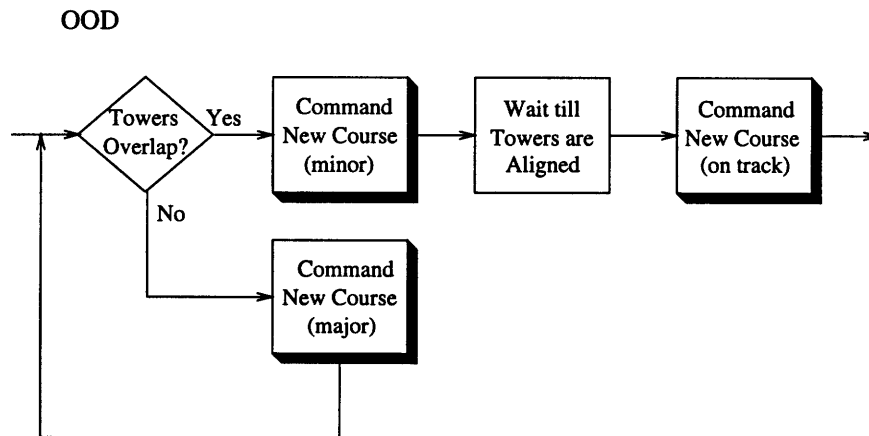 OOD
Towers
Overlap?
Yes
No
Command
New Course
(minor)
Wait till
Towers are
Aligned
Command
New Course
(on track)
Command
New Course
(major)